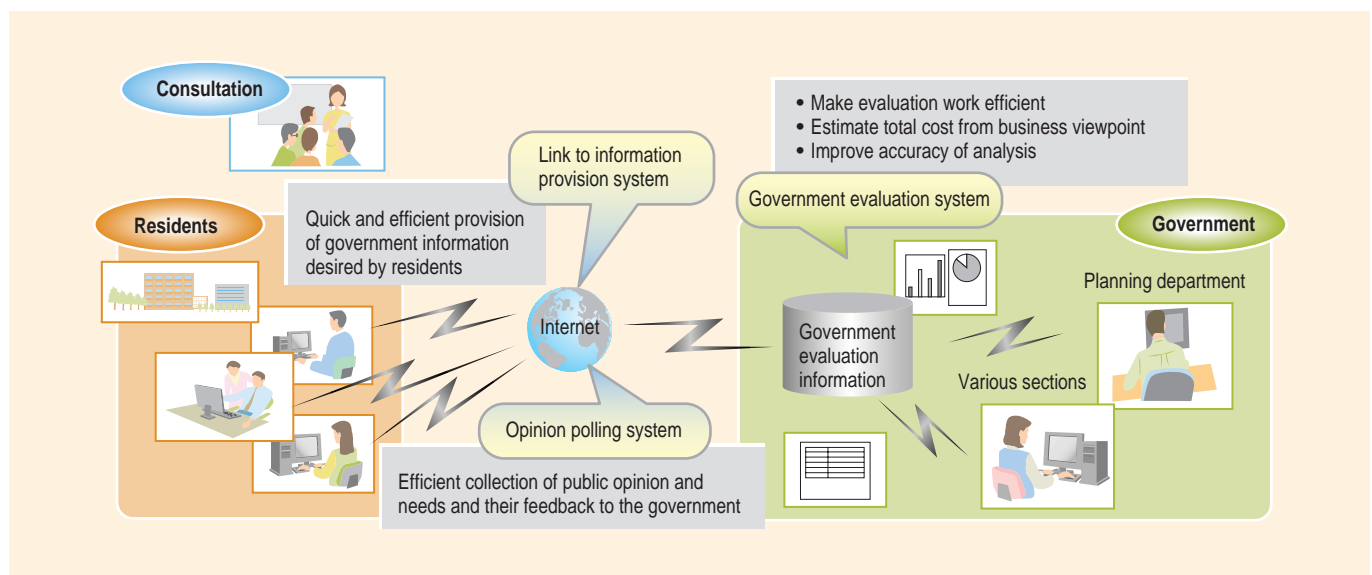 Consultation
• Make evaluation work efficient
• Estimate total cost from business viewpoint
• Improve accuracy of analysis
Link to information
provision system
Government evaluation system
Residents
Quick and efficient provision
of government information
desired by residents
Government
Planning department
Internet
Government
evaluation
information
Various sections
Opinion polling system
Efficient collection of public opinion and
needs and their feedback to the government